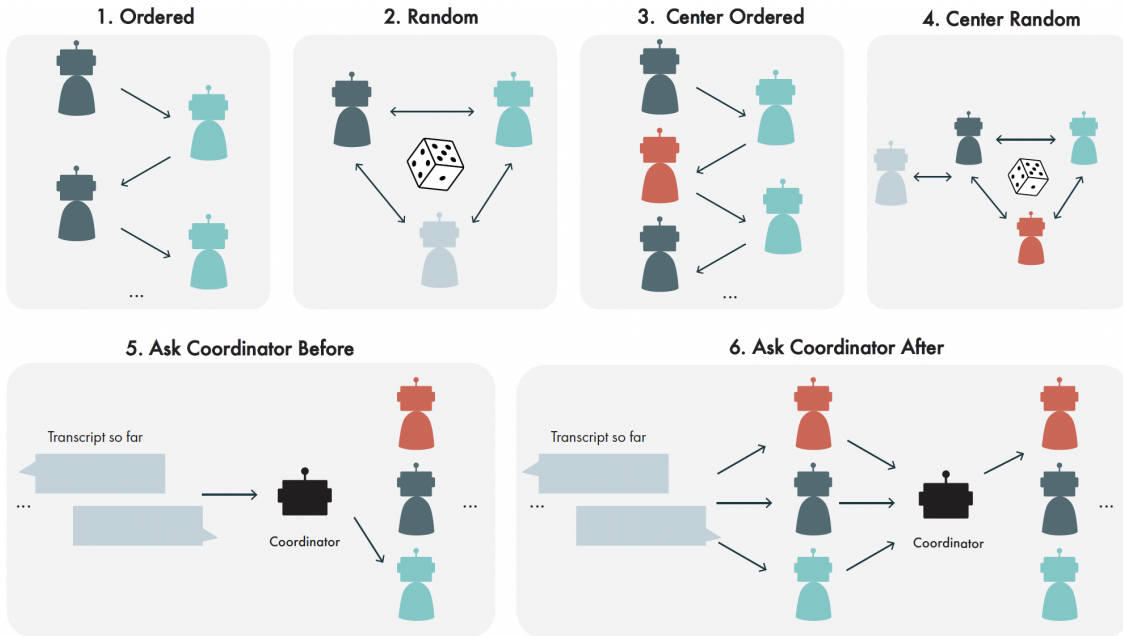 1. Ordered
2. Random
3. Center Ordered
4. Center Random
...
...
5. Ask Coordinator Before
6. Ask Coordinator After
Transcript so far
...
Coordinator
...
Transcript so far
...
Coordinator
...